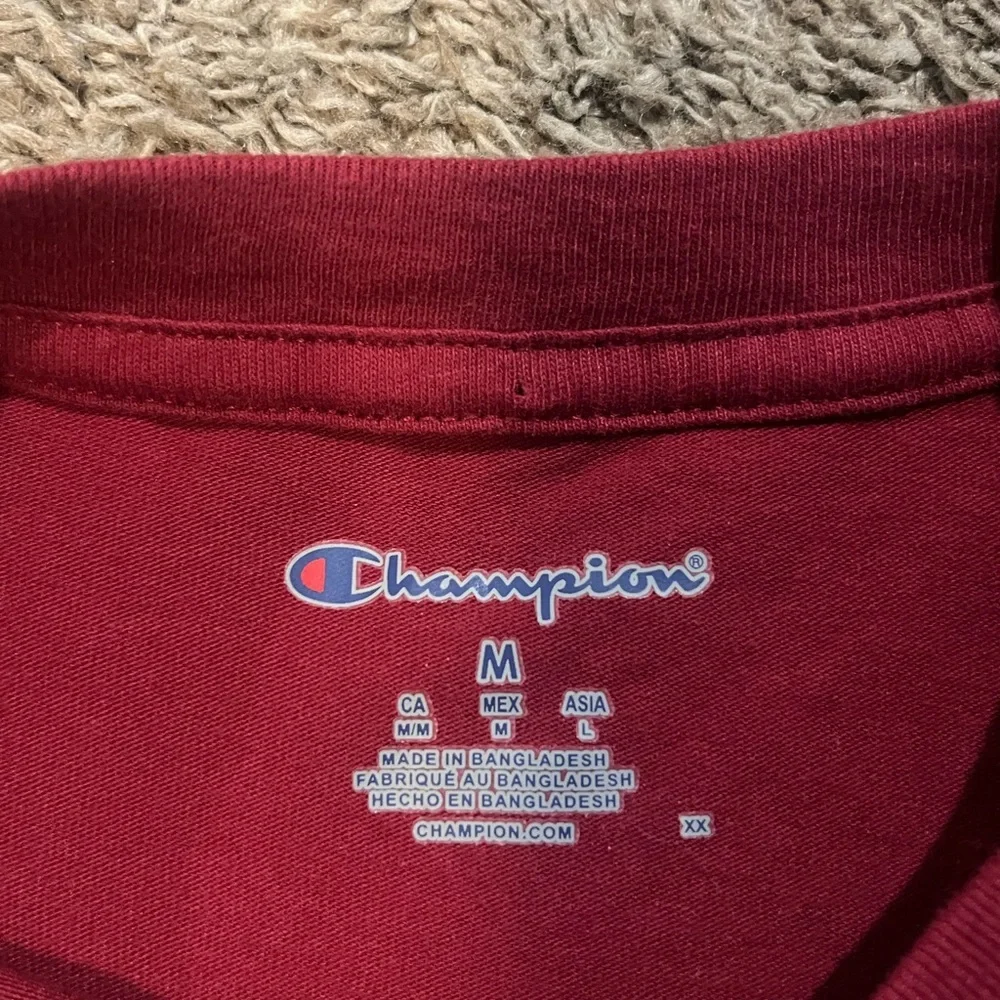 Champion®
M
CA MEX ASIA
M/M M L
MADE IN BANGLADESH
FABRIQUÉ AU BANGLADESH
HECHO EN BANGLADESH
CHAMPION.COM XX